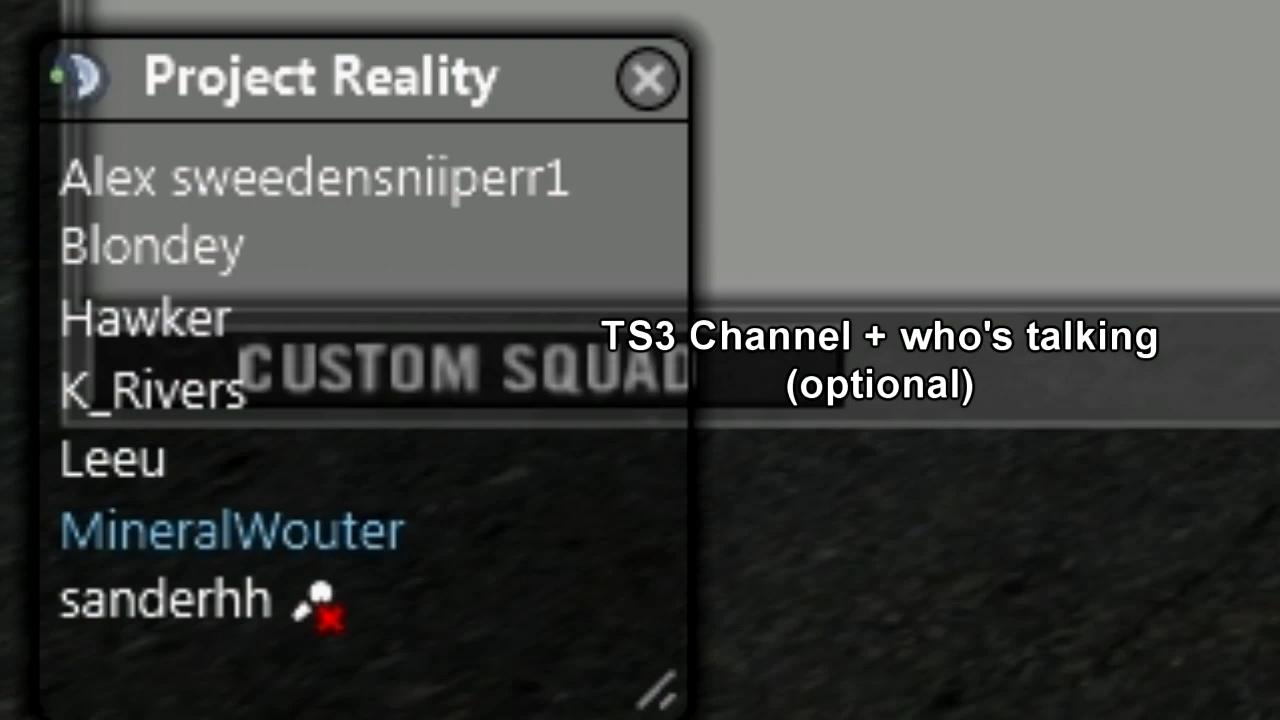 Project Reality
Alex sweedensniiperr1
Blondey
Hawker
TS3 Channel + who's talking
(optional)
CUSTOM SQUAD
K_Rivers
Leeu
MineralWouter
sanderhh